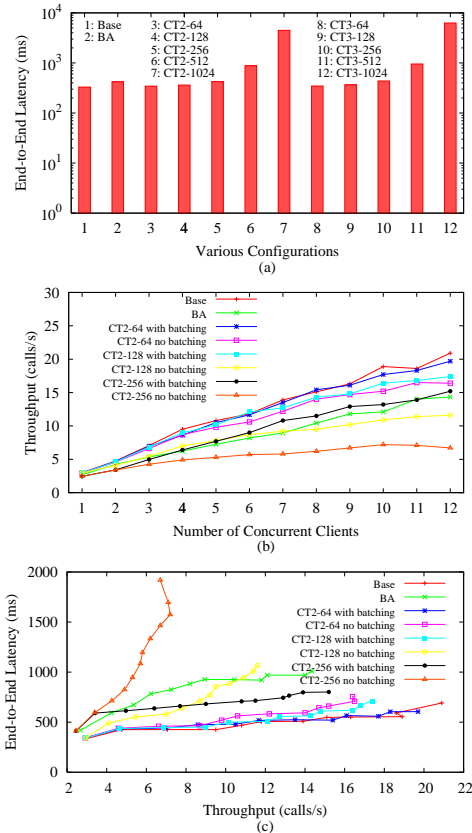 10^4
10^3
10^2
10^1
10^0
End-to-End Latency (ms)
1: Base
2: BA
3: CT2-64
4: CT2-128
5: CT2-256
6: CT2-512
7: CT2-1024
8: CT3-64
9: CT3-128
10: CT3-256
11: CT3-512
12: CT3-1024
1 2 3 4 5 6 7 8 9 10 11 12
Various Configurations
(a)
30
25
20
15
10
5
0
Throughput (calls/s)
Base
BA
CT2-64 with batching
CT2-64 no batching
CT2-128 with batching
CT2-128 no batching
CT2-256 with batching
CT2-256 no batching
1 2 3 4 5 6 7 8 9 10 11 12
Number of Concurrent Clients
(b)
2000
1500
1000
500
0
End-to-End Latency (ms)
Base
BA
CT2-64 with batching
CT2-64 no batching
CT2-128 with batching
CT2-128 no batching
CT2-256 with batching
CT2-256 no batching
2 4 6 8 10 12 14 16 18 20 22
Throughput (calls/s)
(c)